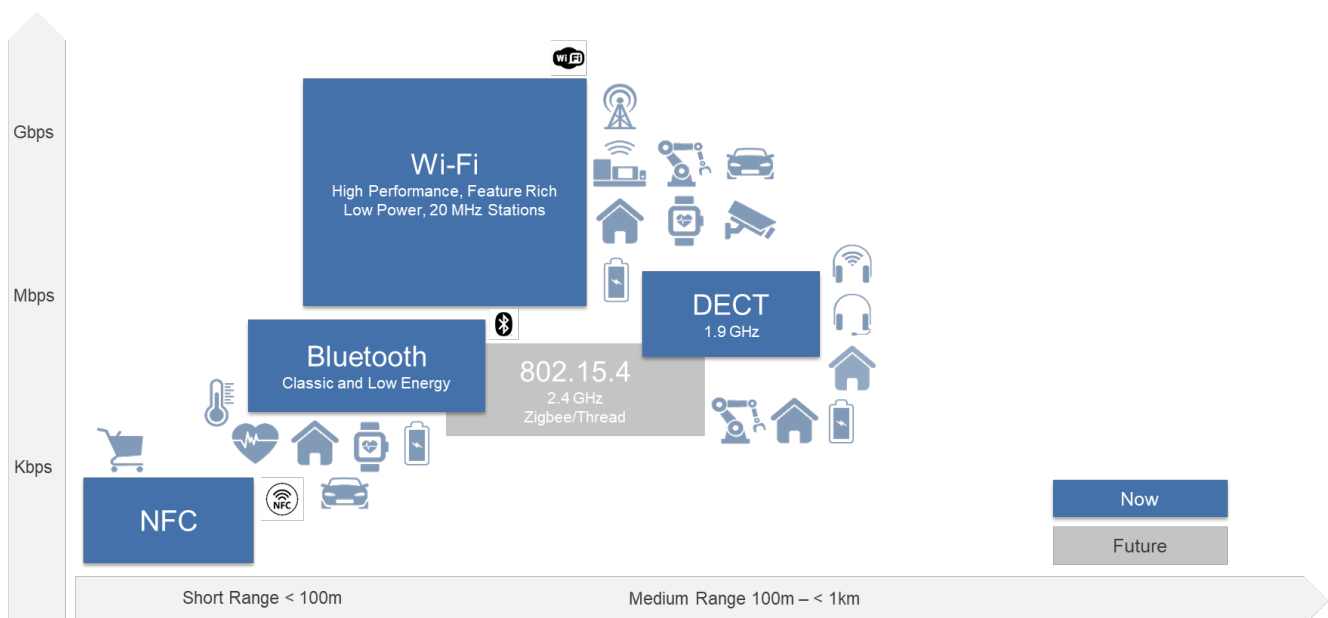 WiFi
Gbps
Wi-Fi
High Performance, Feature Rich
Low Power, 20 MHz Stations
Mbps
DECT
1.9 GHz
Bluetooth
Classic and Low Energy
802.15.4
2.4 GHz
Zigbee/Thread
Kbps
NFC
NFC
Now
Future
Short Range < 100m
Medium Range 100m – < 1km